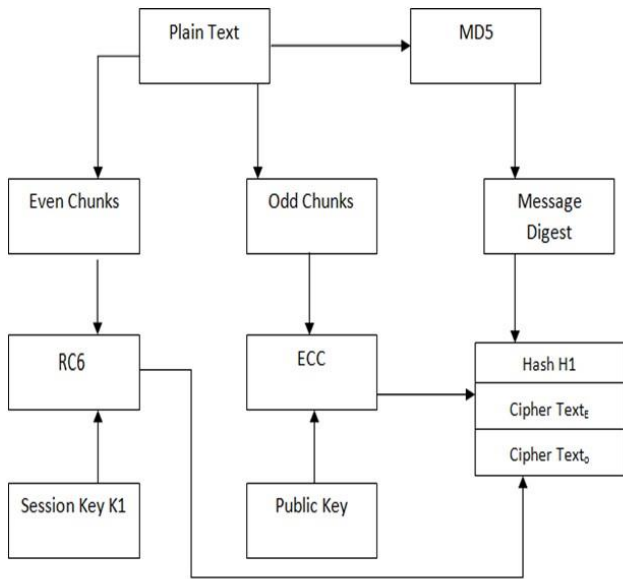 Plain Text
MD5
Even Chunks
Odd Chunks
Message
Digest
RC6
ECC
Hash H1
Cipher Text_E
Cipher Text_O
Session Key K1
Public Key